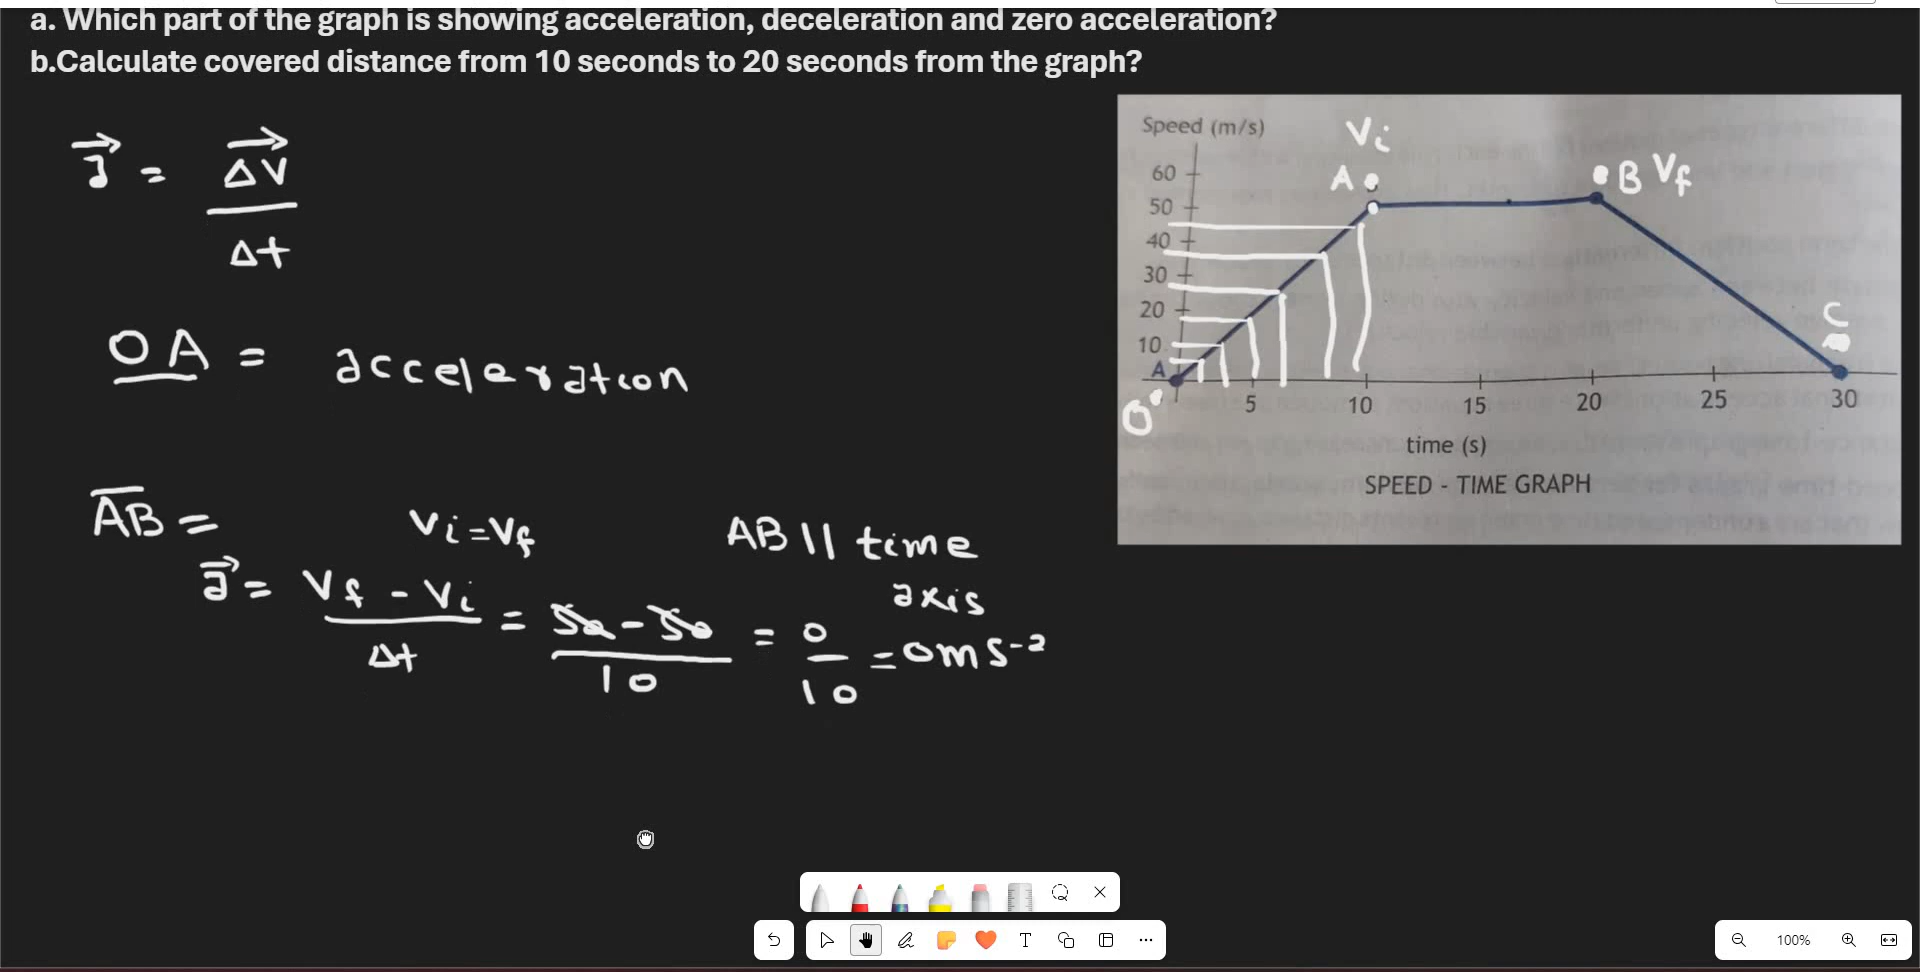 a. Which part of the graph is showing acceleration, deceleration and zero acceleration?
b.Calculate covered distance from 10 seconds to 20 seconds from the graph?
a = ΔV
Δt
OA = acceleration
AB =
Vi = Vf
AB || time
axis
a = Vf - Vi / Δt = 50 - 50 / 10 = 0 / 10 = 0ms-2
Speed (m/s)
Vi
A
B Vf
60
50
40
30
20
10
A
O
C
5 10 15 20 25 30
time (s)
SPEED - TIME GRAPH
T
100%